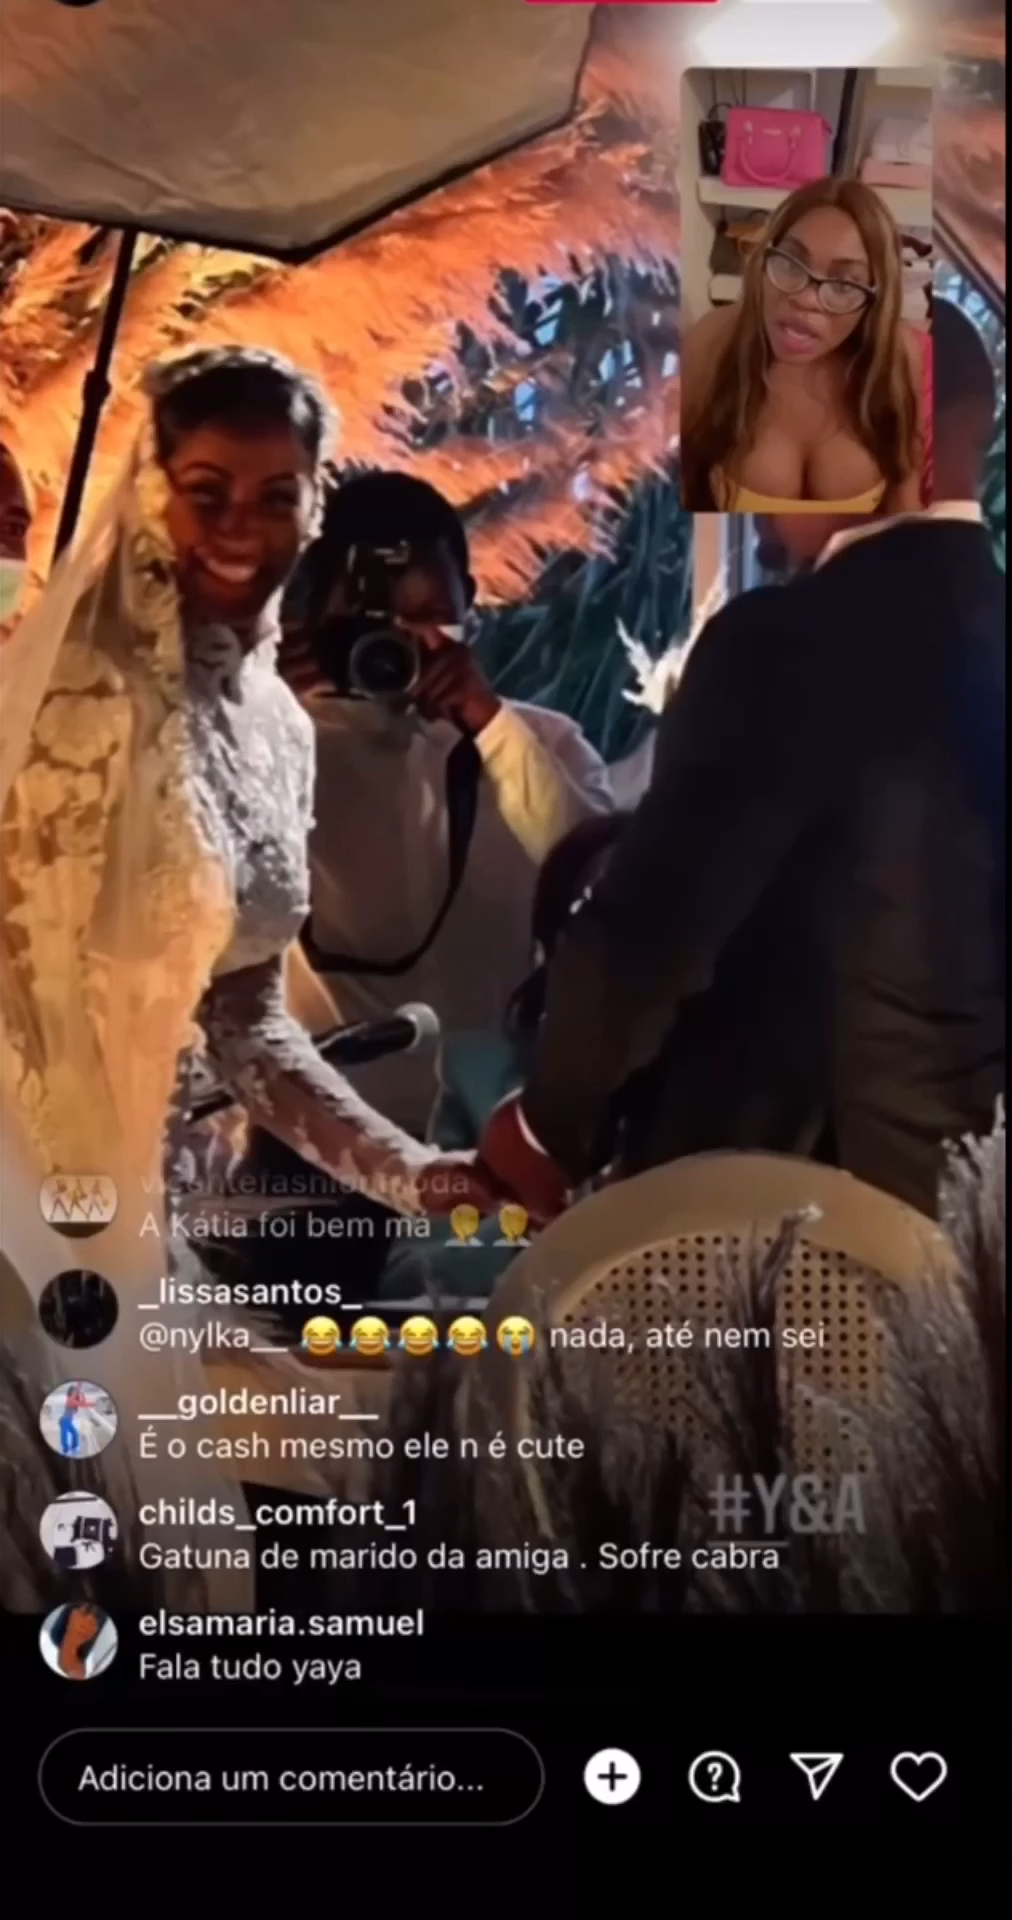 A Kátia foi bem má 🤦🤦
_lissasantos_
@nylka__ 😂😂😂😂😭 nada, até nem sei
__goldenliar__
É o cash mesmo ele n é cute
#Y&A
childs_comfort_1
Gatuna de marido da amiga . Sofre cabra
elsamaria.samuel
Fala tudo yaya
Adiciona um comentário...